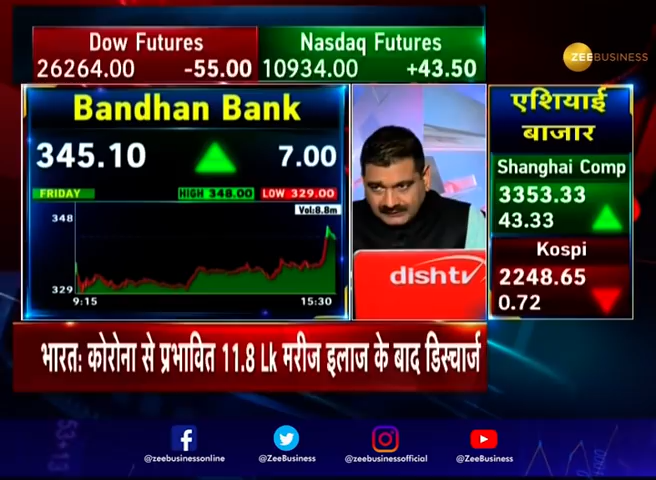 Dow Futures
26264.00 -55.00
Nasdaq Futures
10934.00 +43.50
ZEEBUSINESS
Bandhan Bank
345.10 7.00
FRIDAY HIGH 348.00 LOW 329.00
Vol:8.8m
348
329
9:15 15:30
dishtv
एशियाई
बाजार
Shanghai Comp
3353.33
43.33
Kospi
2248.65
0.72
भारत: कोरोना से प्रभावित 11.8 Lk मरीज इलाज के बाद डिस्चार्ज
@zeebusinessonline @ZeeBusiness @zeebusinessofficial @ZeeBusiness